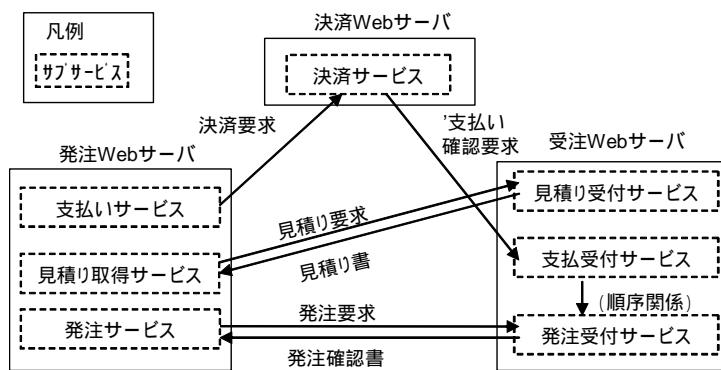 凡例
サブサービス
決済Webサーバ
決済サービス
決済要求
'支払い
確認要求
発注Webサーバ
受注Webサーバ
支払いサービス
見積り受付サービス
見積り要求
見積り書
見積り取得サービス
支払受付サービス
(順序関係)
発注サービス
発注要求
発注受付サービス
発注確認書